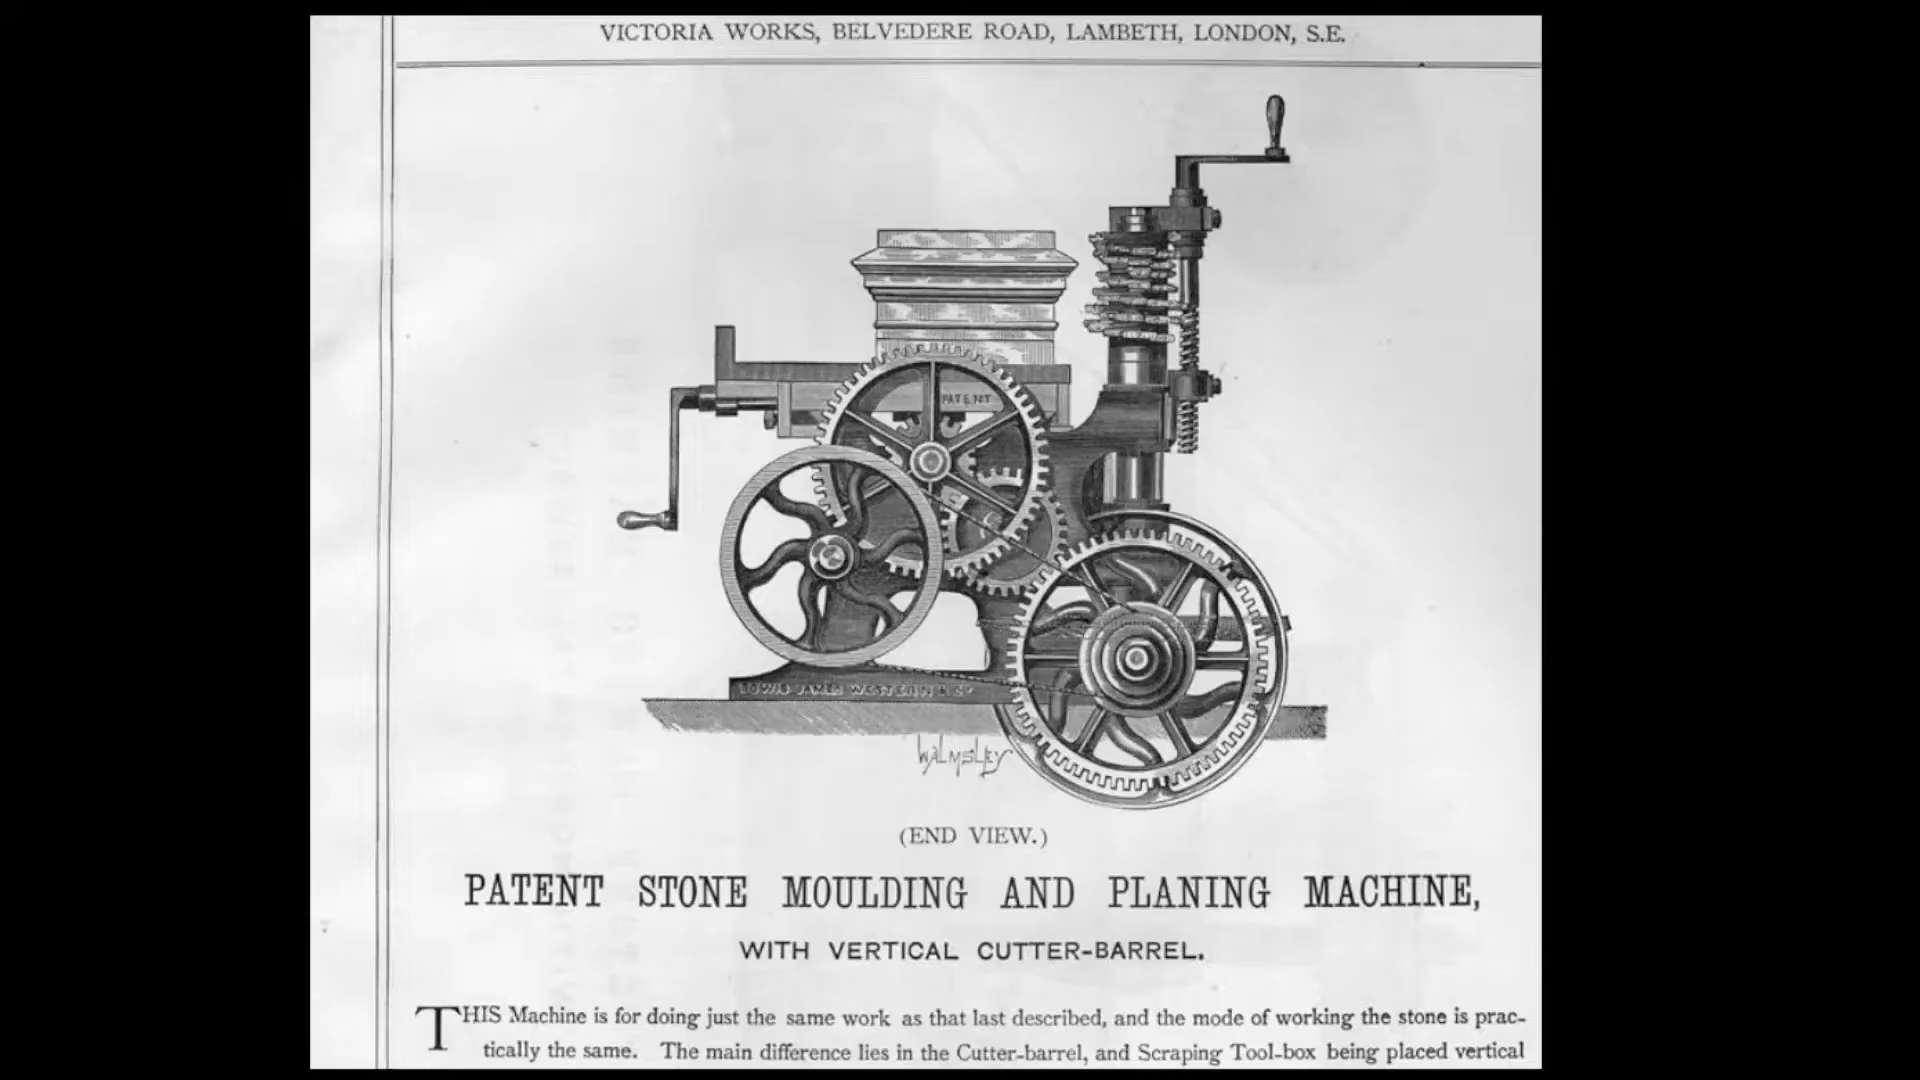 VICTORIA WORKS, BELVEDERE ROAD, LAMBETH, LONDON, S.E.
PATENT
WESTERN & Co
WALMSLEY
(END VIEW.)
PATENT STONE MOULDING AND PLANING MACHINE,
WITH VERTICAL CUTTER-BARREL.
THIS Machine is for doing just the same work as that last described, and the mode of working the stone is prac-
tically the same. The main difference lies in the Cutter-barrel, and Scraping Tool-box being placed vertical